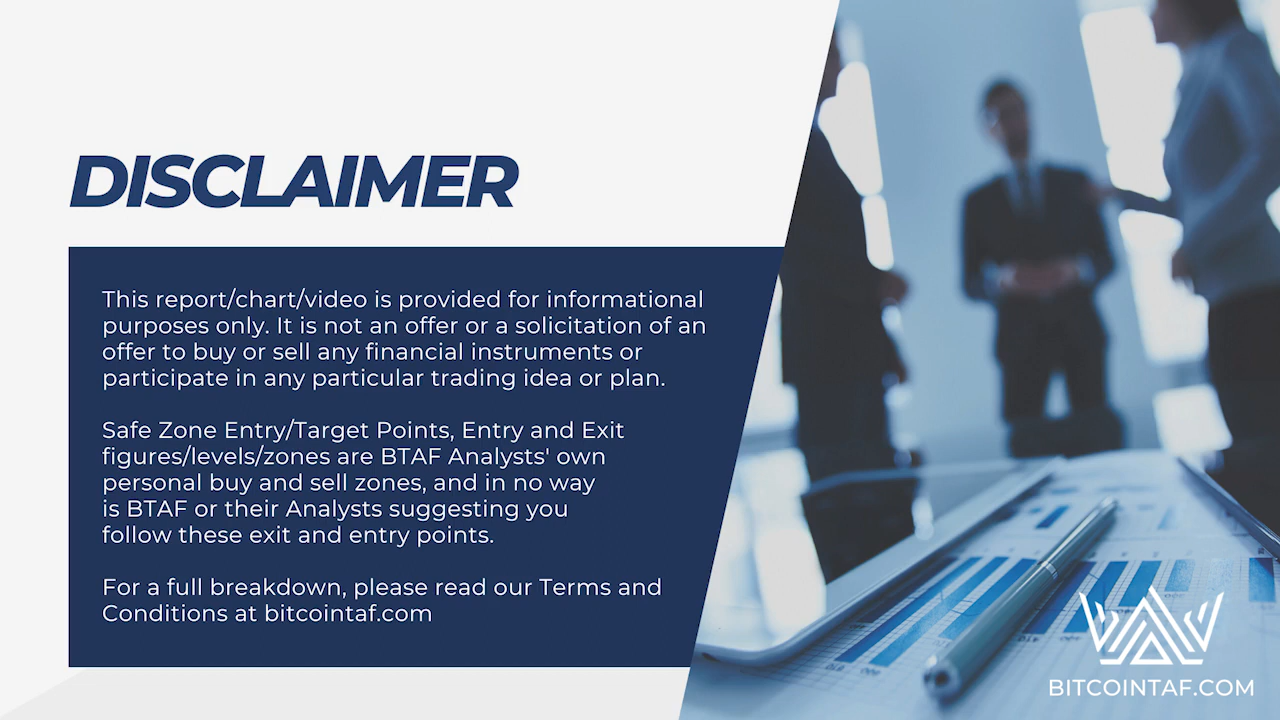 DISCLAIMER
This report/chart/video is provided for informational
purposes only. It is not an offer or a solicitation of an
offer to buy or sell any financial instruments or
participate in any particular trading idea or plan.
Safe Zone Entry/Target Points, Entry and Exit
figures/levels/zones are BTAF Analysts' own
personal buy and sell zones, and in no way
is BTAF or their Analysts suggesting you
follow these exit and entry points.
For a full breakdown, please read our Terms and
Conditions at bitcointaf.com
BITCOINTAF.COM